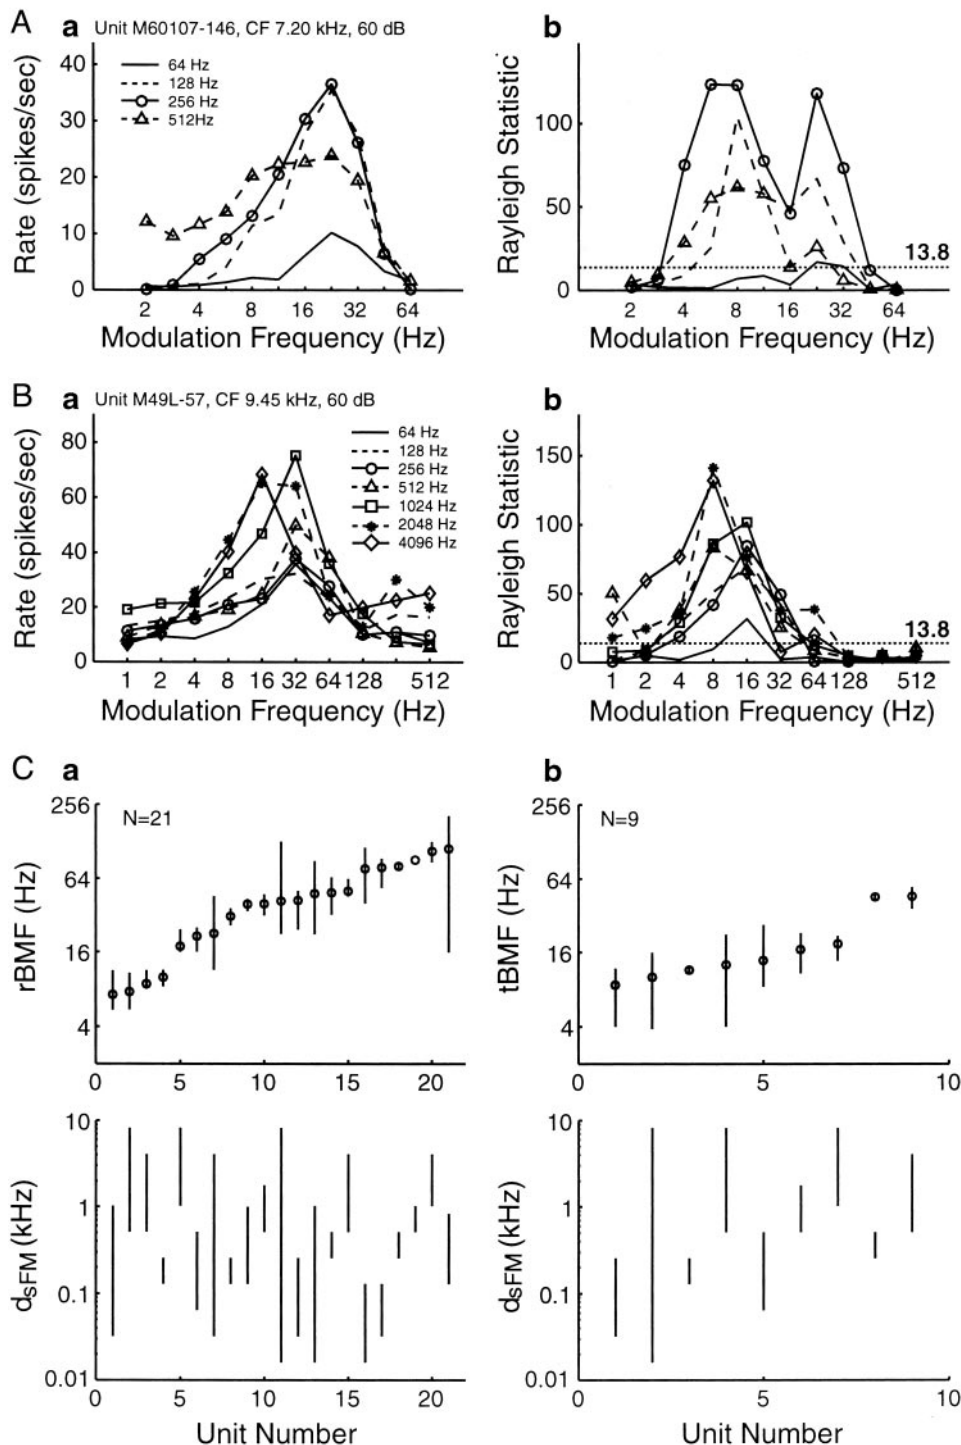 A a Unit M60107-146, CF 7.20 kHz, 60 dB
Rate (spikes/sec)
40
30
20
10
0
64 Hz
128 Hz
256 Hz
512Hz
2 4 8 16 32 64
Modulation Frequency (Hz)
b
Rayleigh Statistic
100
50
0
13.8
2 4 8 16 32 64
Modulation Frequency (Hz)
B a Unit M49L-57, CF 9.45 kHz, 60 dB
Rate (spikes/sec)
80
60
40
20
0
64 Hz
128 Hz
256 Hz
512 Hz
1024 Hz
2048 Hz
4096 Hz
1 2 4 8 16 32 64 128 512
Modulation Frequency (Hz)
b
Rayleigh Statistic
150
100
50
0
13.8
1 2 4 8 16 32 64 128 512
Modulation Frequency (Hz)
C a
rBMF (Hz)
256
64
16
4
N=21
0 5 10 15 20
b
tBMF (Hz)
256
64
16
4
N=9
0 5 10
dsFM (kHz)
10
1
0.1
0.01
0 5 10 15 20
Unit Number
dsFM (kHz)
10
1
0.1
0.01
0 5 10
Unit Number